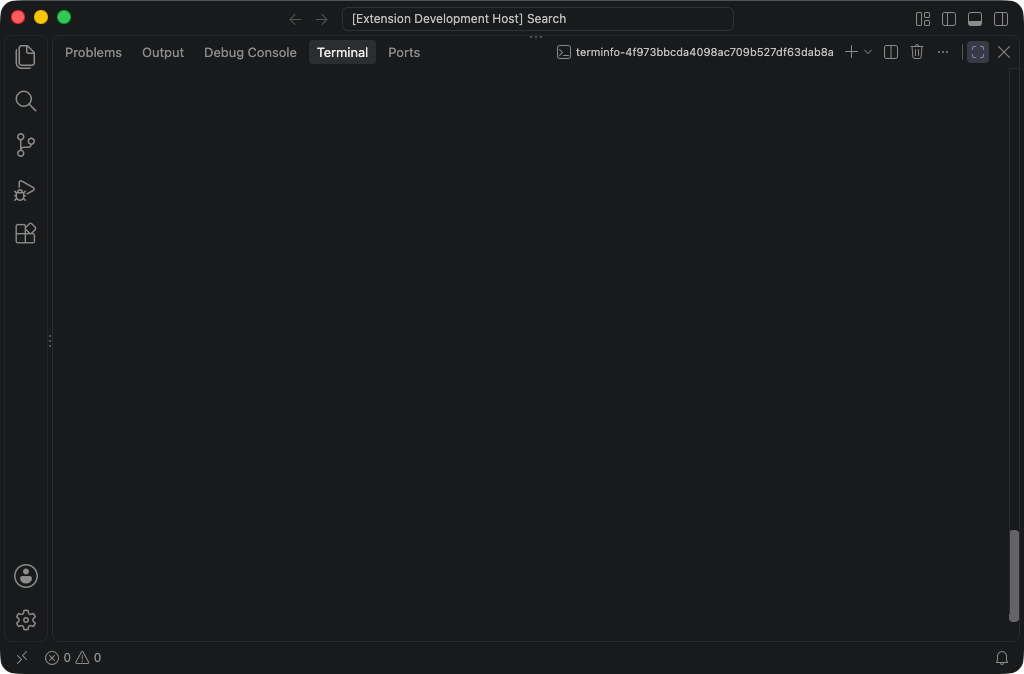 [Extension Development Host] Search
Problems Output Debug Console Terminal Ports terminfo-4f973bbcda4098ac709b527df63dab8a
0 0